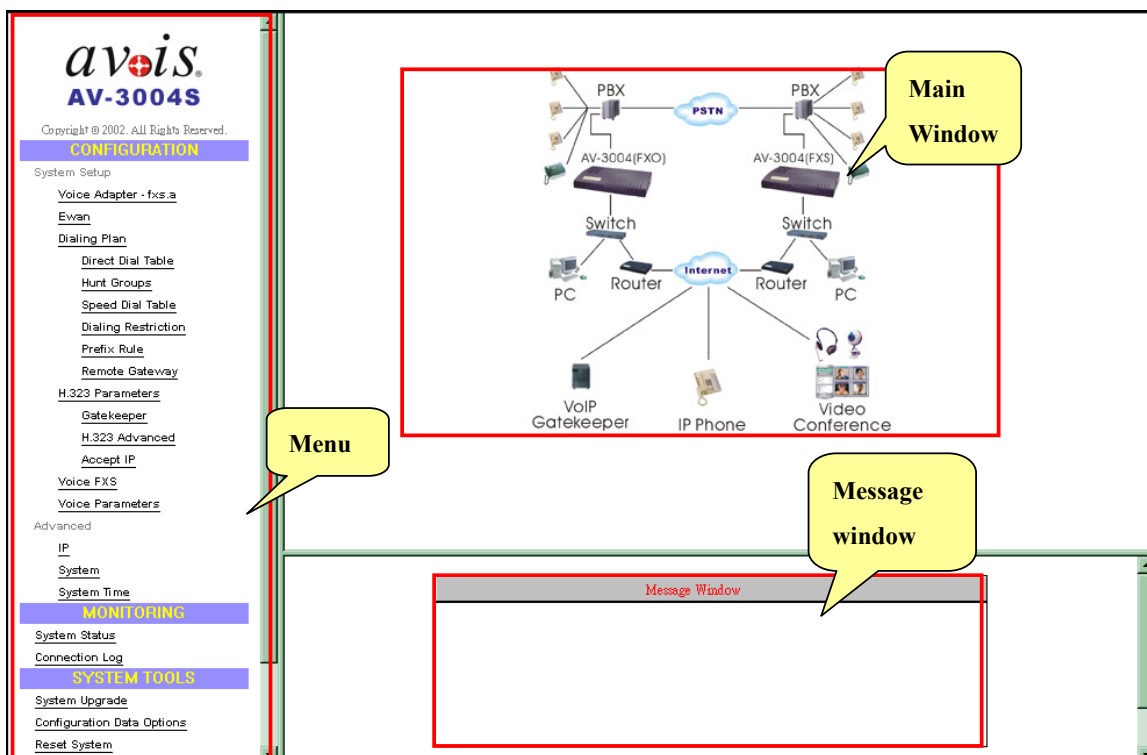 avois.
AV-3004S
Copyright © 2002. All Rights Reserved.
CONFIGURATION
System Setup
Voice Adapter - fxs.a
Ewan
Dialing Plan
Direct Dial Table
Hunt Groups
Speed Dial Table
Dialing Restriction
Prefix Rule
Remote Gateway
H.323 Parameters
Gatekeeper
H.323 Advanced
Accept IP
Voice FXS
Voice Parameters
Advanced
IP
System
System Time
MONITORING
System Status
Connection Log
SYSTEM TOOLS
System Upgrade
Configuration Data Options
Reset System
Menu
PBX
PSTN
PBX
AV-3004(FXO)
AV-3004(FXS)
Switch
Switch
PC
Router
Internet
Router
PC
VoIP
Gatekeeper
IP Phone
Video
Conference
Main
Window
Message
window
Message Window